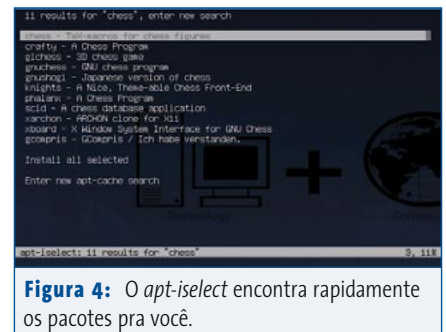 11 results for "chess", enter new search
chess - TeX-macros for chess figures
crafty - A Chess Program
glchess - 3D chess game
gnuchess - GNU chess program
gnushogi - Japanese version of chess
knights - A Nice, Theme-able Chess Front-End
phalanx - A Chess Program
scid - A chess database application
xarchon - ARCHON clone for X11
xboard - X Window System Interface for GNU Chess
gcompris - GCompris / Ich habe verstanden.
Install all selected
Enter new apt-cache search
Technology
apt-iselect: 11 results for "chess" 3, 11%
Figura 4: O apt-iselect encontra rapidamente
os pacotes pra você.